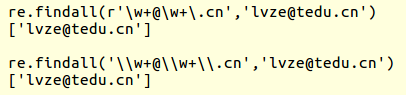 re.findall(r'\w+@\w+\.cn','lvze@tedu.cn')
['lvze@tedu.cn']
re.findall('\\w+@\\w+\\.cn','lvze@tedu.cn')
['lvze@tedu.cn']